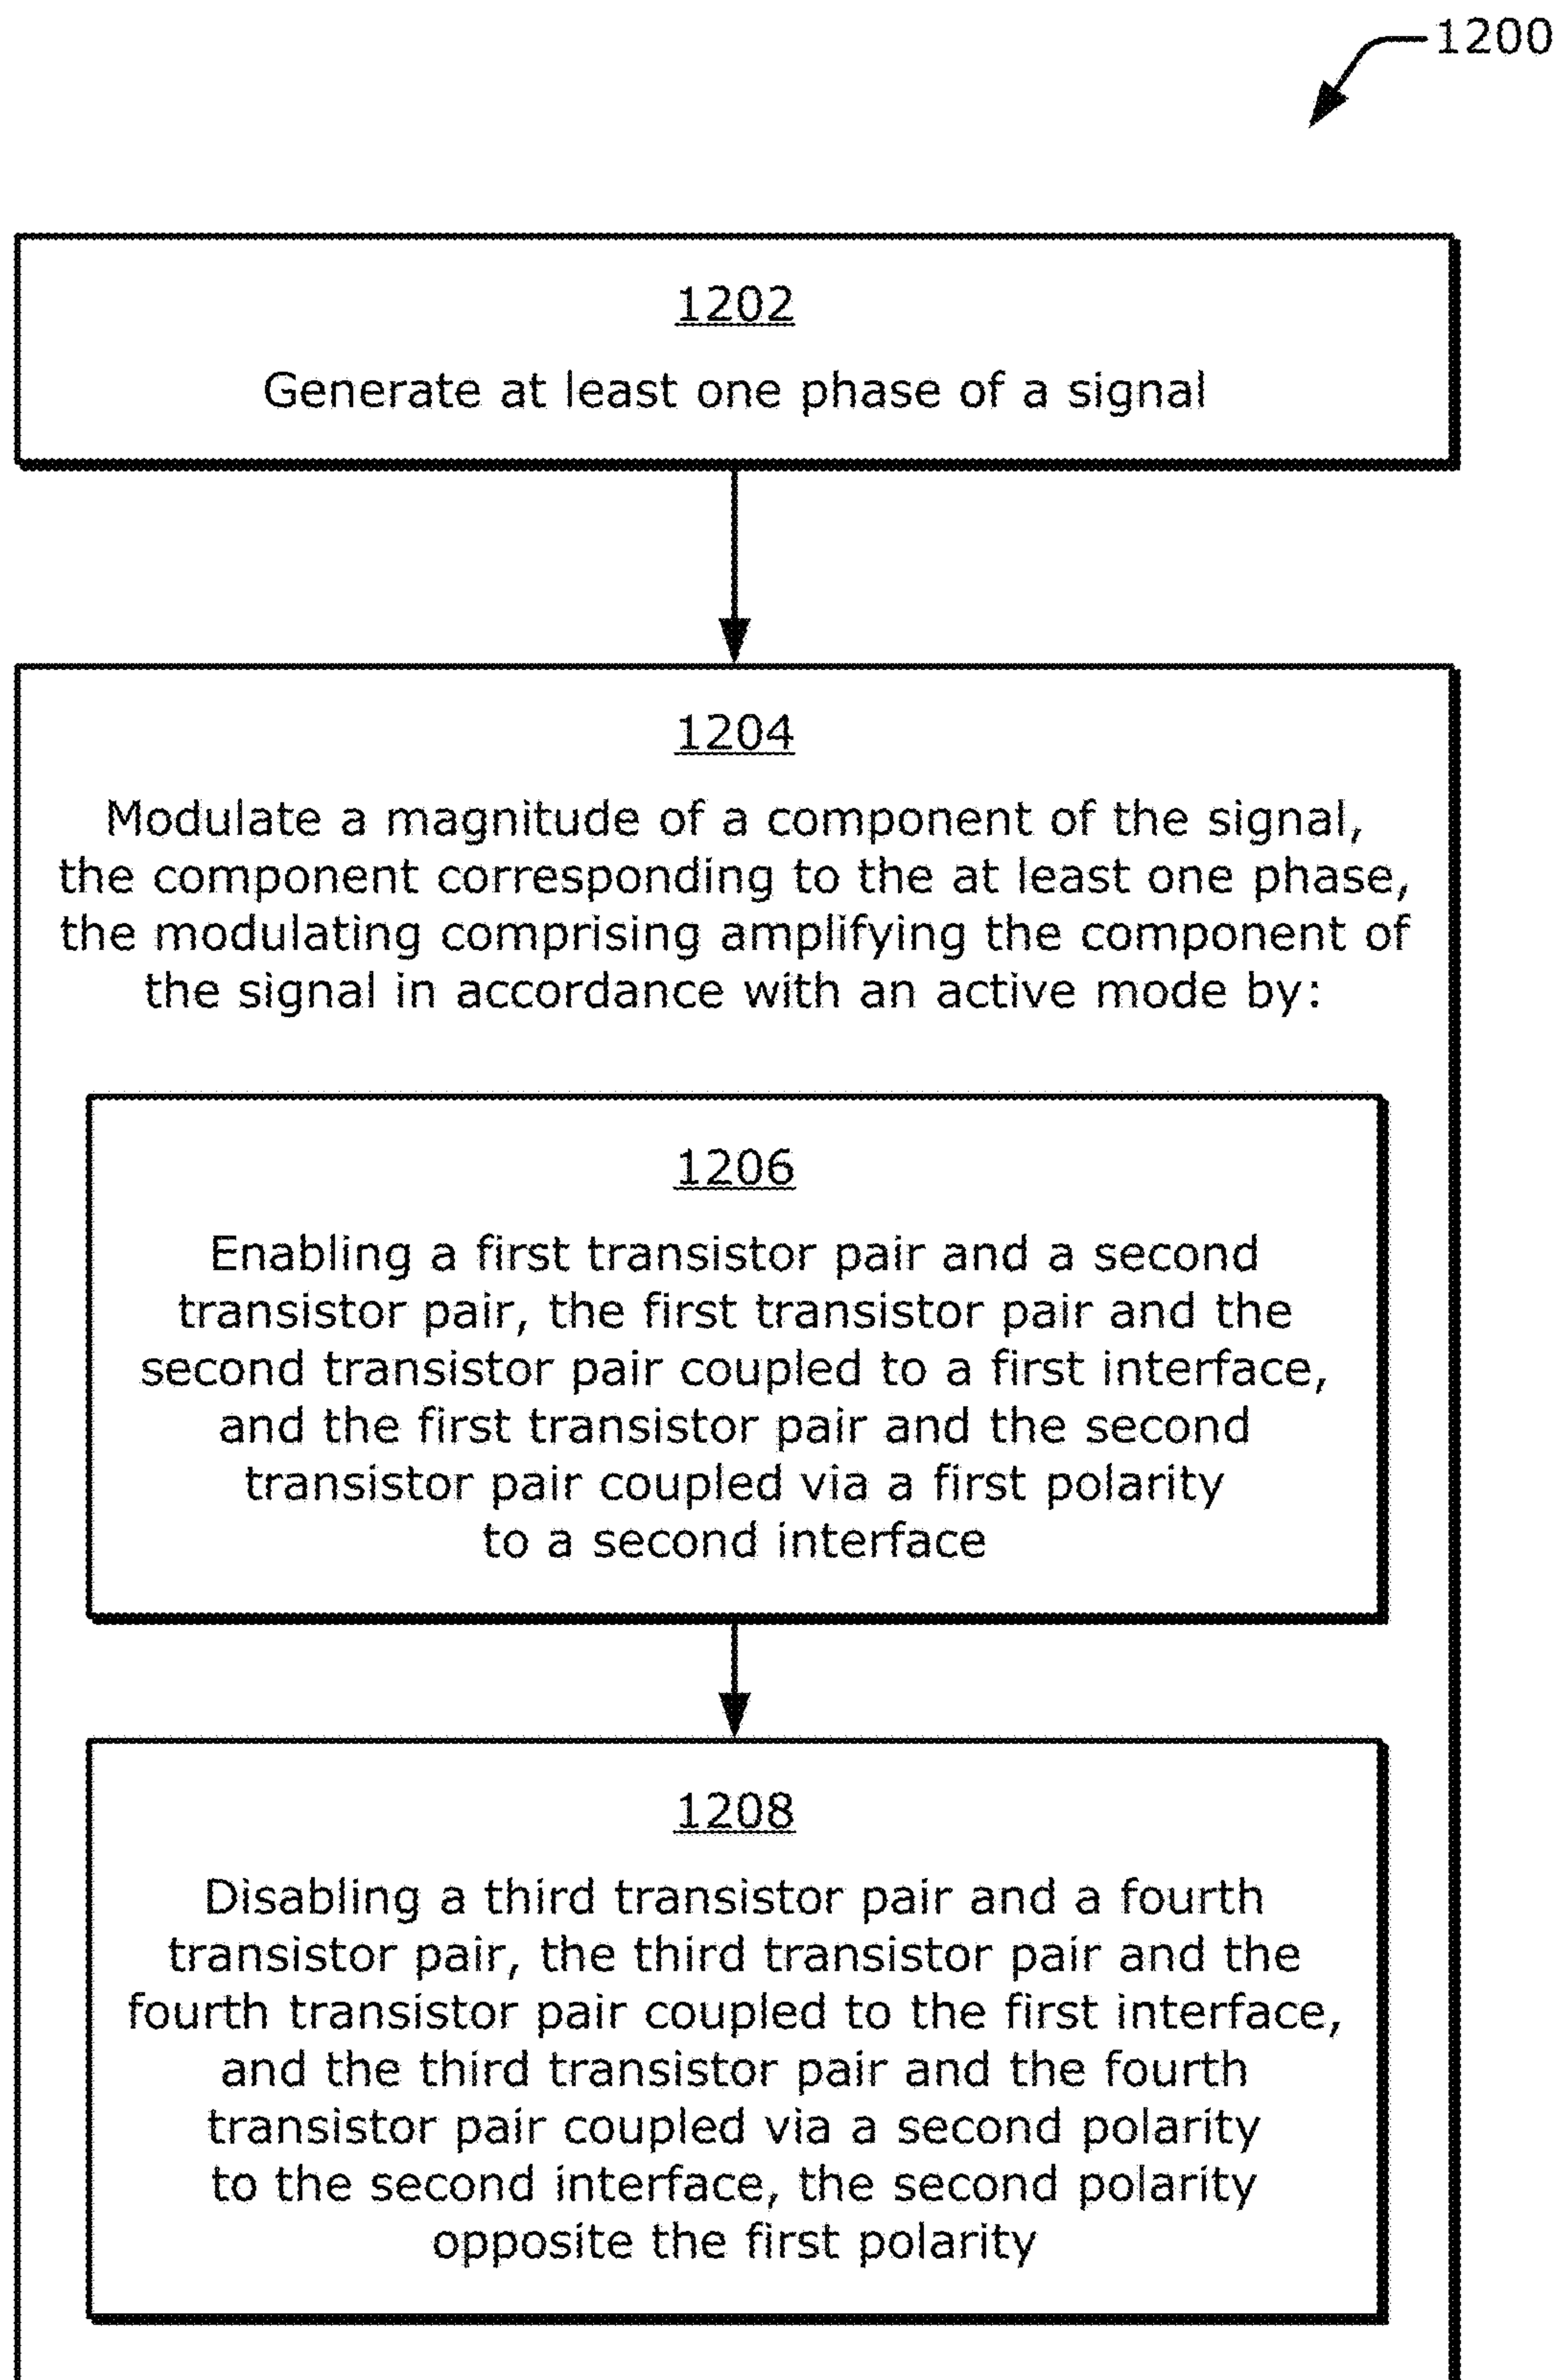 1200
1202
Generate at least one phase of a signal
1204
Modulate a magnitude of a component of the signal,
the component corresponding to the at least one phase,
the modulating comprising amplifying the component of
the signal in accordance with an active mode by:
1206
Enabling a first transistor pair and a second
transistor pair, the first transistor pair and the
second transistor pair coupled to a first interface,
and the first transistor pair and the second
transistor pair coupled via a first polarity
to a second interface
1208
Disabling a third transistor pair and a fourth
transistor pair, the third transistor pair and the
fourth transistor pair coupled to the first interface,
and the third transistor pair and the fourth
transistor pair coupled via a second polarity
to the second interface, the second polarity
opposite the first polarity